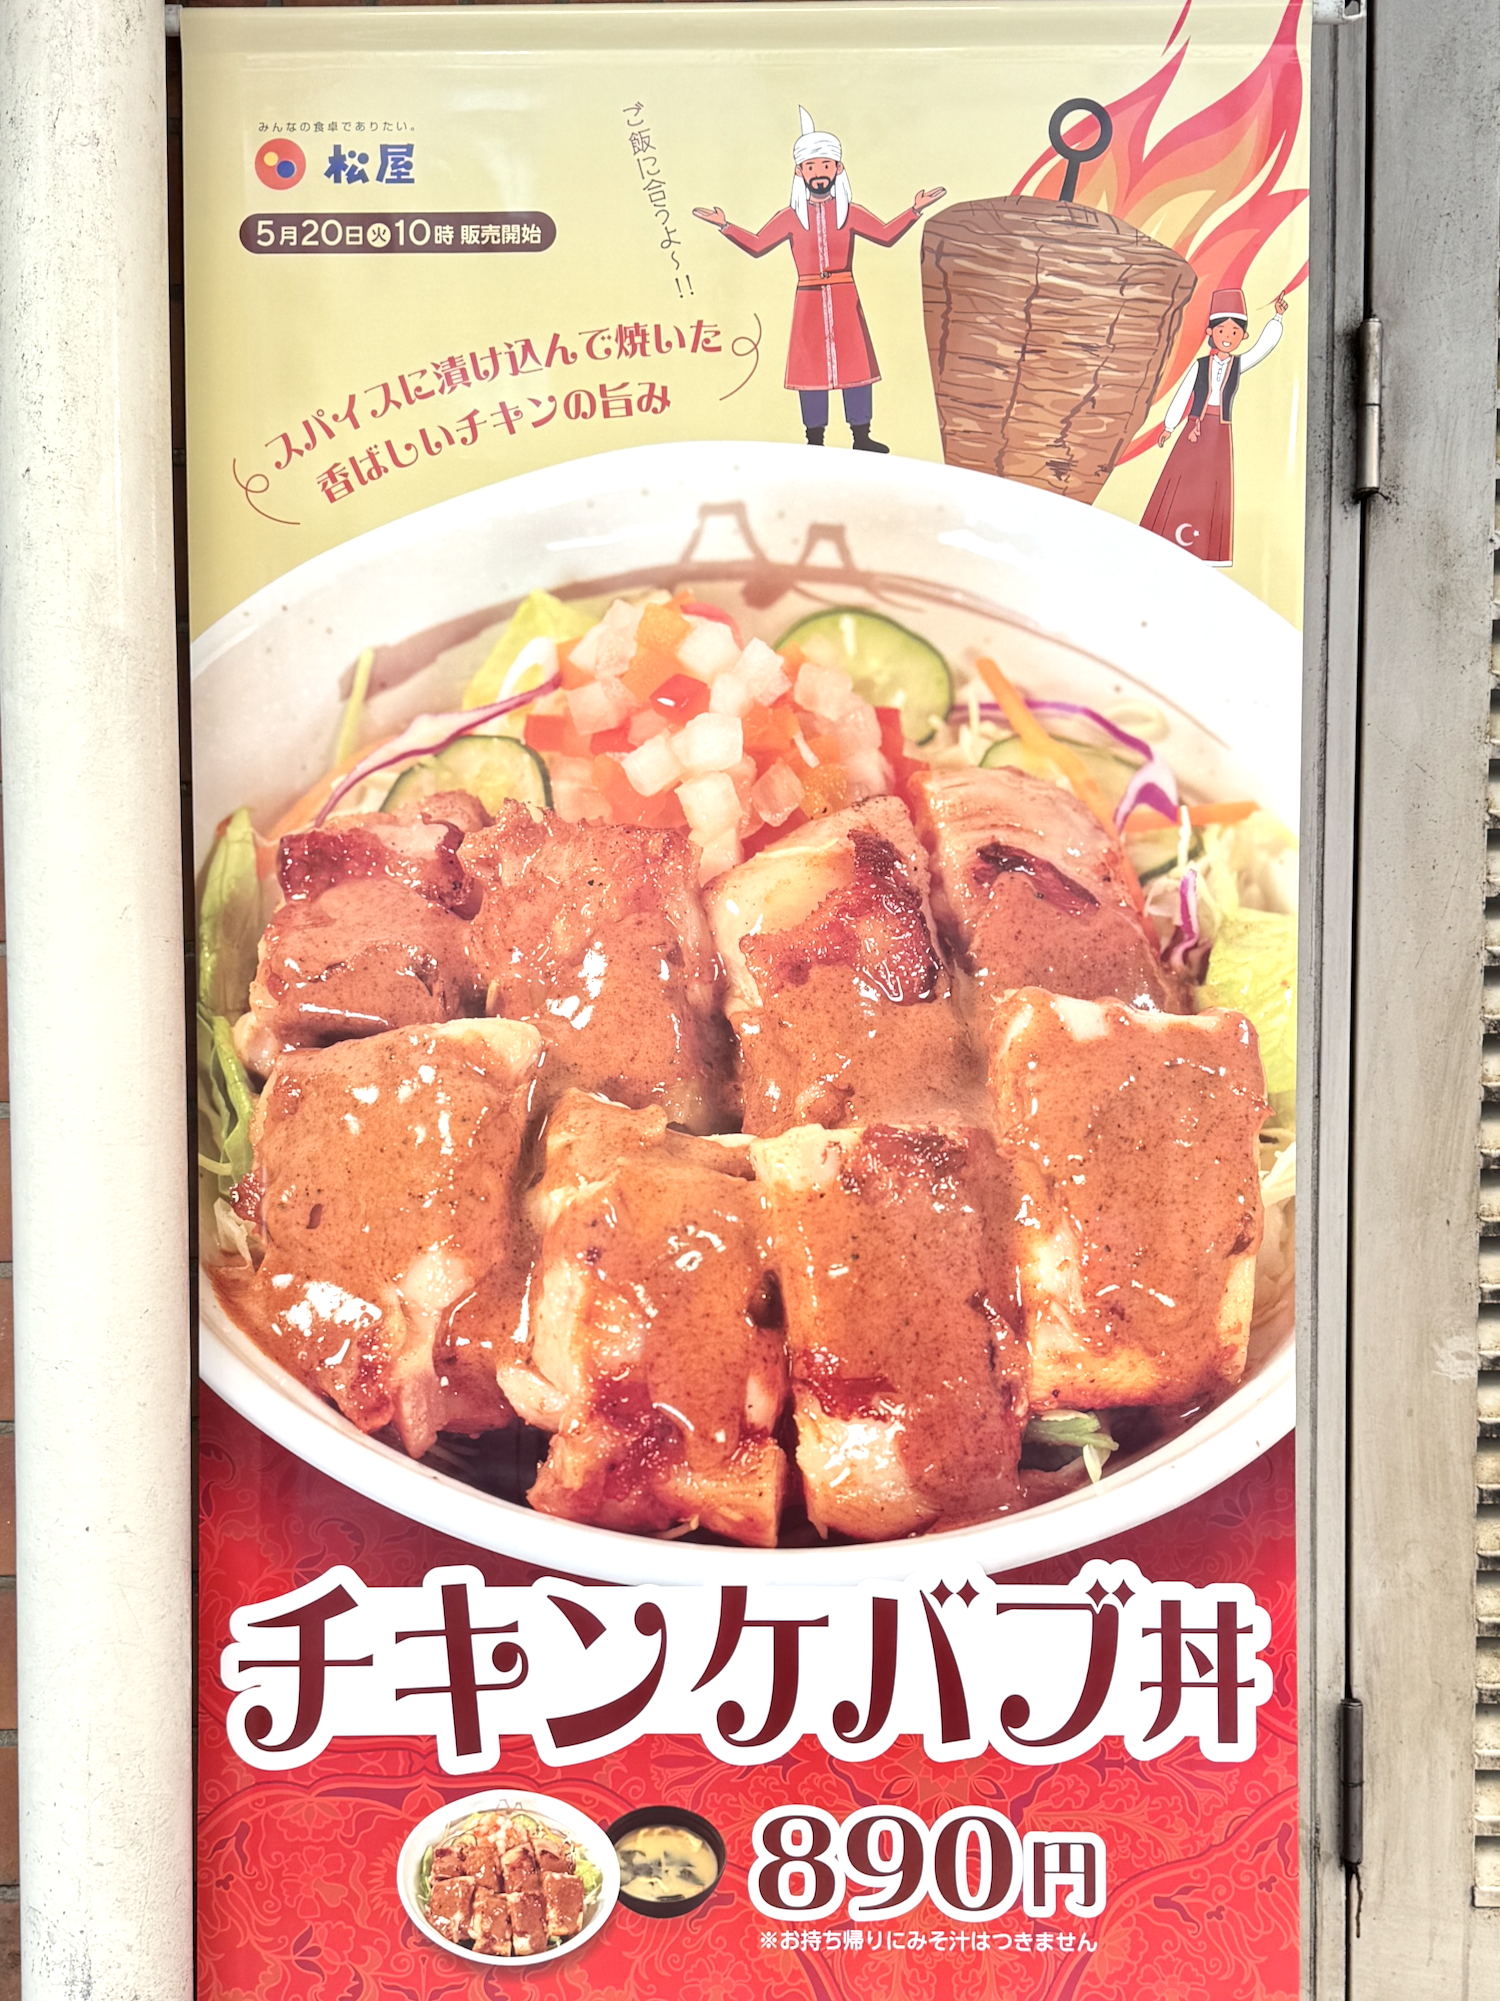 みんなの食卓でありたい。
松屋
5月20日火10時 販売開始
ご飯に合うよ〜!!
スパイスに漬け込んで焼いた
香ばしいチキンの旨み
チキンケバブ丼
890円
※お持ち帰りにみそ汁はつきません